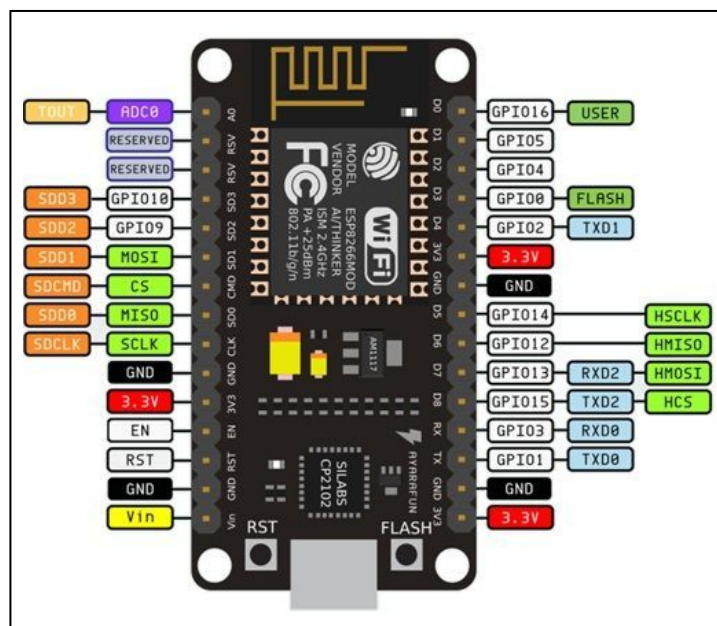 TOUT ADC0 A0 D0 GPIO16 USER
RESERVED RSV D1 GPIO5
RESERVED RSV D2 GPIO4
SDD3 GPIO10 SD3 D3 GPIO0 FLASH
SDD2 GPIO9 SD2 D4 GPIO2 TXD1
SDD1 MOSI SD1 3V3 3.3V
SDCMD CS CMD GND GND
SDD0 MISO SD0 D5 GPIO14 HSCLK
SDCLK SCLK CLK D6 GPIO12 HMISO
GND GND D7 GPIO13 RXD2 HMOSI
3.3V 3V3 D8 GPIO15 TXD2 HCS
EN EN RX GPIO3 RXD0
RST RST TX GPIO1 TXD0
GND GND GND GND
Vin Vin 3V3 3.3V
MODEL
VENDOR
FC
ESP8266MOD
AI/THINKER
ISM 2.4GHz
PA +25dBm
802.11b/g/n
WiFi
AM1117
AYARAFUN
SILABS
CP2102
RST FLASH